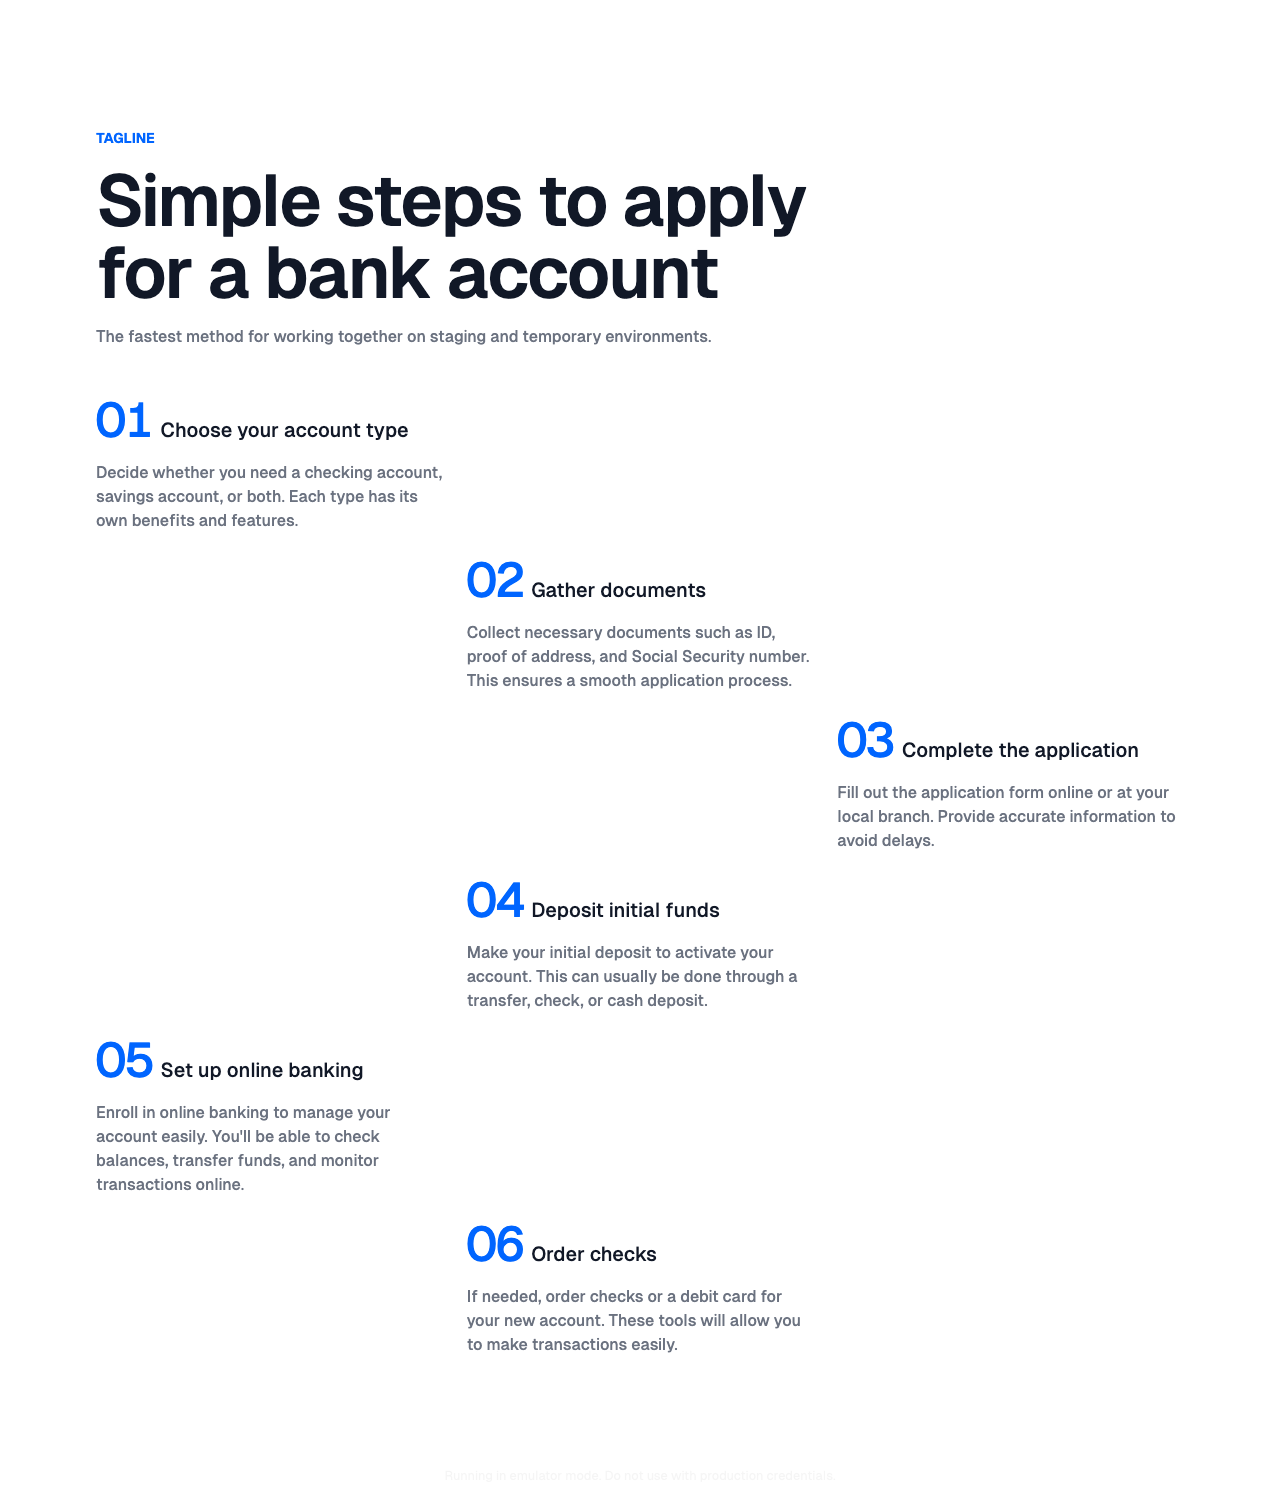 TAGLINE
Simple steps to apply
for a bank account
The fastest method for working together on staging and temporary environments.
01 Choose your account type
Decide whether you need a checking account,
savings account, or both. Each type has its
own benefits and features.
02 Gather documents
Collect necessary documents such as ID,
proof of address, and Social Security number.
This ensures a smooth application process.
03 Complete the application
Fill out the application form online or at your
local branch. Provide accurate information to
avoid delays.
04 Deposit initial funds
Make your initial deposit to activate your
account. This can usually be done through a
transfer, check, or cash deposit.
05 Set up online banking
Enroll in online banking to manage your
account easily. You'll be able to check
balances, transfer funds, and monitor
transactions online.
06 Order checks
If needed, order checks or a debit card for
your new account. These tools will allow you
to make transactions easily.
Running in emulator mode. Do not use with production credentials.